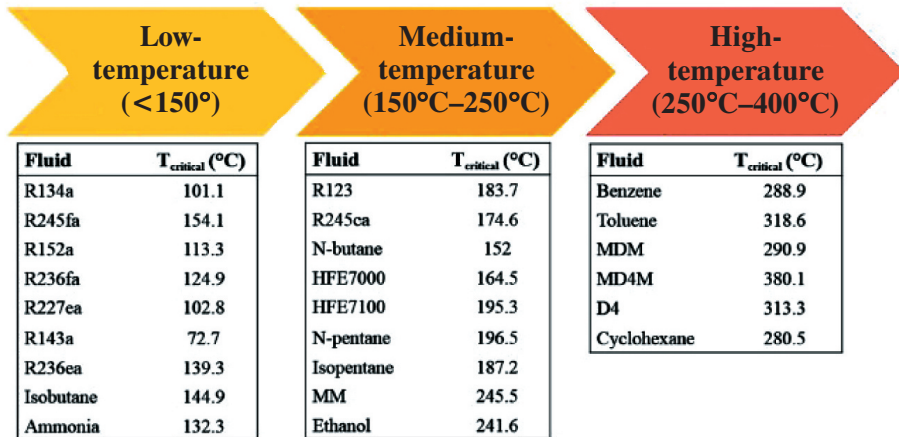 Low-
temperature
(<150°)
Medium-
temperature
(150°C–250°C)
High-
temperature
(250°C–400°C)
Fluid Tcritical (°C)
R134a 101.1
R245fa 154.1
R152a 113.3
R236fa 124.9
R227ea 102.8
R143a 72.7
R236ea 139.3
Isobutane 144.9
Ammonia 132.3
Fluid Tcritical (°C)
R123 183.7
R245ca 174.6
N-butane 152
HFE7000 164.5
HFE7100 195.3
N-pentane 196.5
Isopentane 187.2
MM 245.5
Ethanol 241.6
Fluid Tcritical (°C)
Benzene 288.9
Toluene 318.6
MDM 290.9
MD4M 380.1
D4 313.3
Cyclohexane 280.5